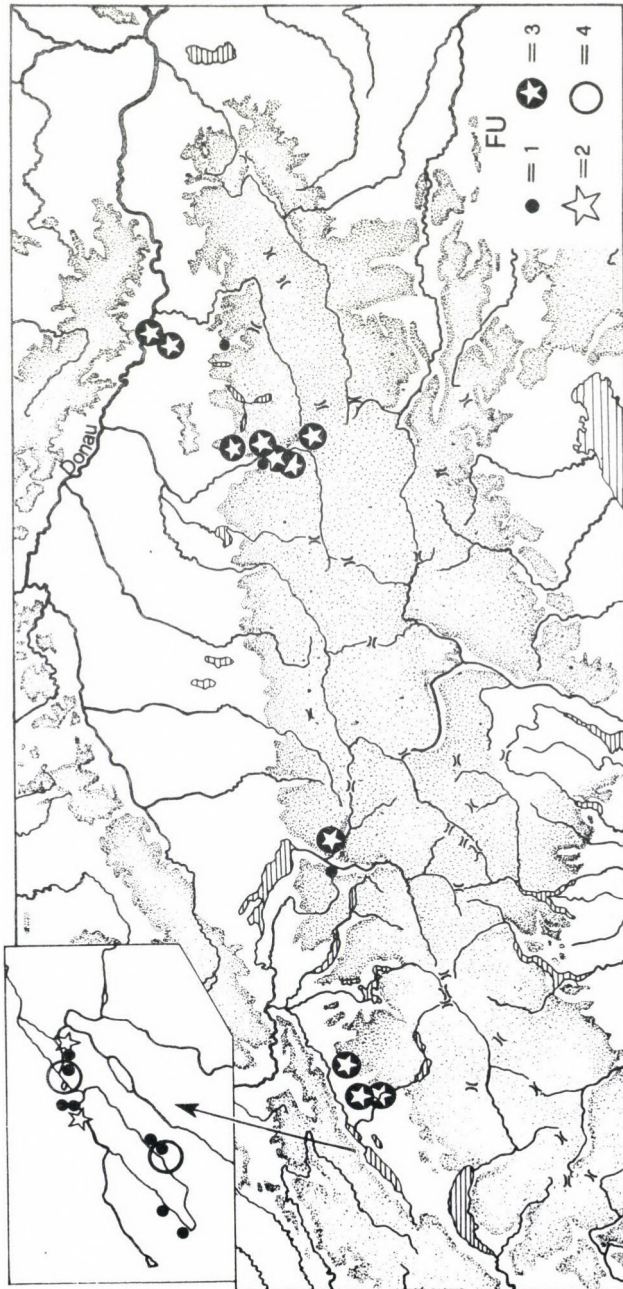 Donau
FU
= 1
= 3
= 2
= 4